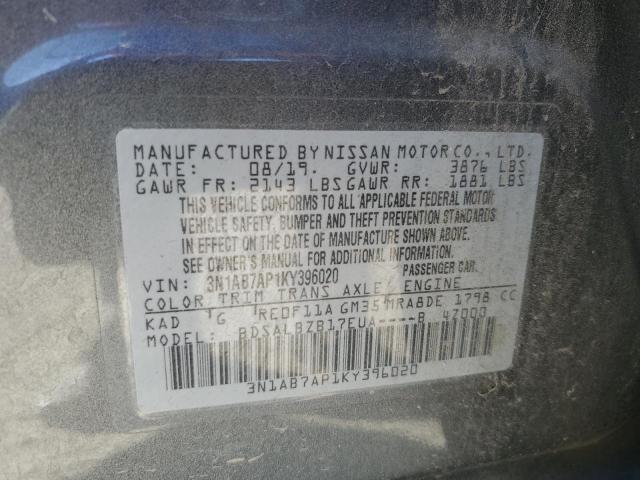 MANUFACTURED BY NISSAN MOTOR CO., LTD.
DATE: 08/19. GVWR: 3876 LBS
GAWR FR: 2143 LBS GAWR RR: 1881 LBS
THIS VEHICLE CONFORMS TO ALL APPLICABLE FEDERAL MOTOR
VEHICLE SAFETY, BUMPER AND THEFT PREVENTION STANDARDS
IN EFFECT ON THE DATE OF MANUFACTURE SHOWN ABOVE.
SEE OWNER'S MANUAL FOR ADDITIONAL INFORMATION.
VIN: 3N1AB7AP1KY396020 PASSENGER CAR.
COLOR TRIM TRANS AXLE ENGINE
KAD G RE0F11A GM35 MRA8DE 1798 CC
MODEL: BDSALBZB17EUA----B 4Z000
3N1AB7AP1KY396020